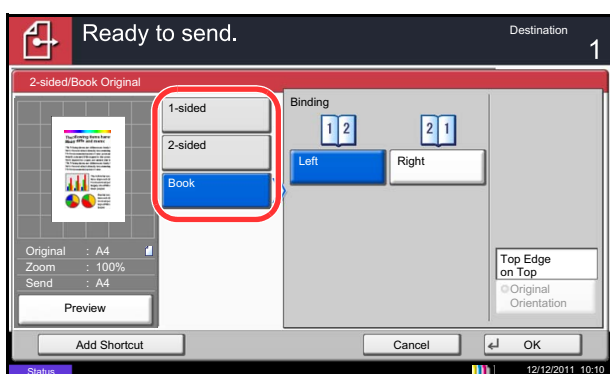 Ready to send.
Destination
1
2-sided/Book Original
1-sided
2-sided
Book
Binding
1 2
2 1
Left
Right
Original : A4
Zoom : 100%
Send : A4
Preview
Top Edge
on Top
Original
Orientation
Add Shortcut
Cancel
OK
Status
12/12/2011 10:10